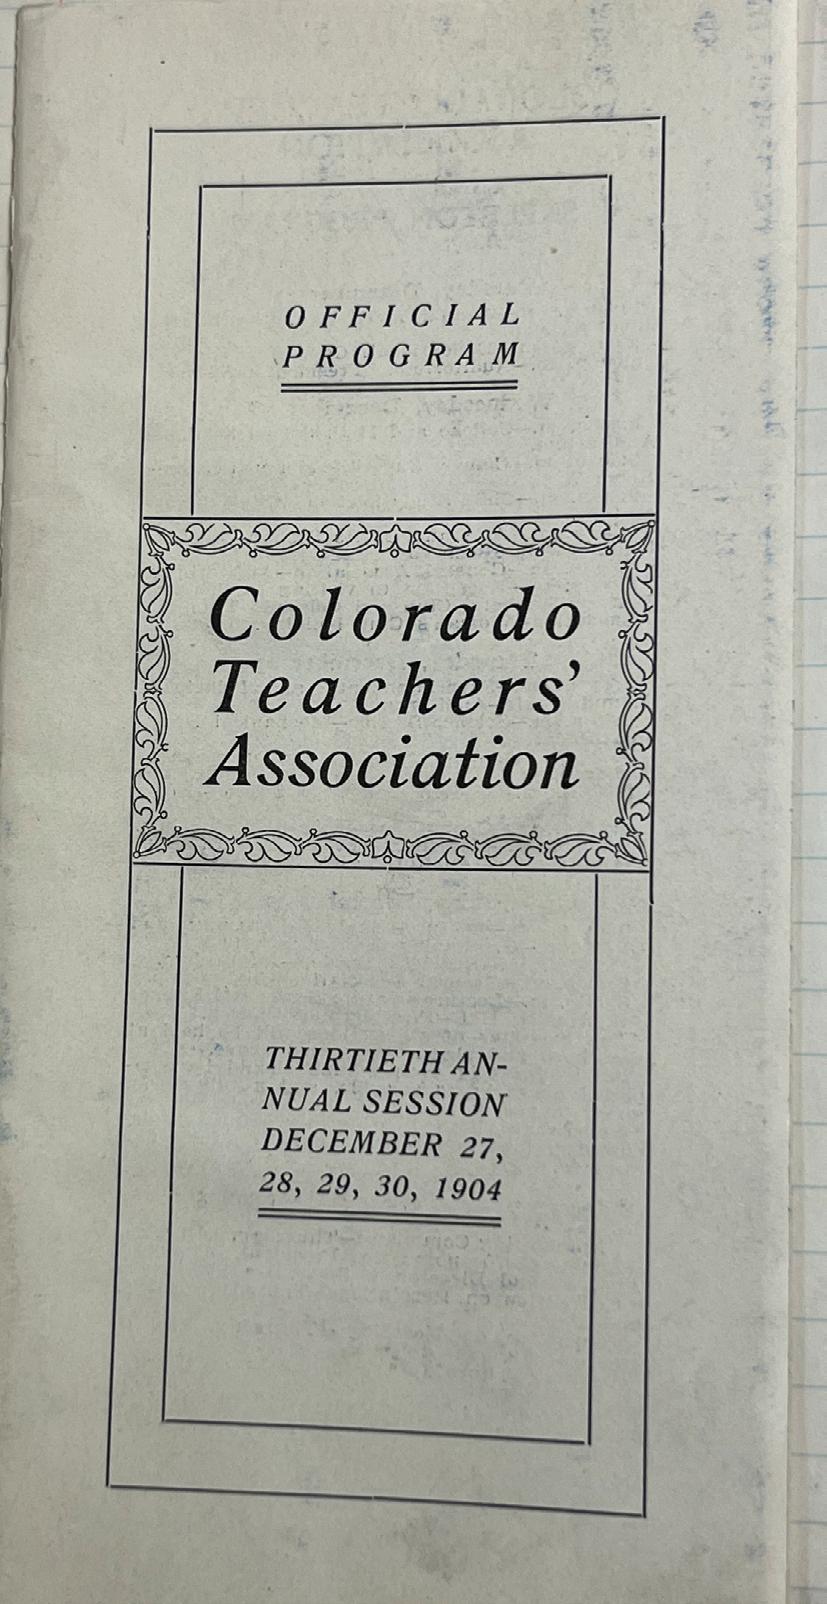 OFFICIAL
PROGRAM
Colorado
Teachers'
Association
THIRTIETH AN-
NUAL SESSION
DECEMBER 27,
28, 29, 30, 1904